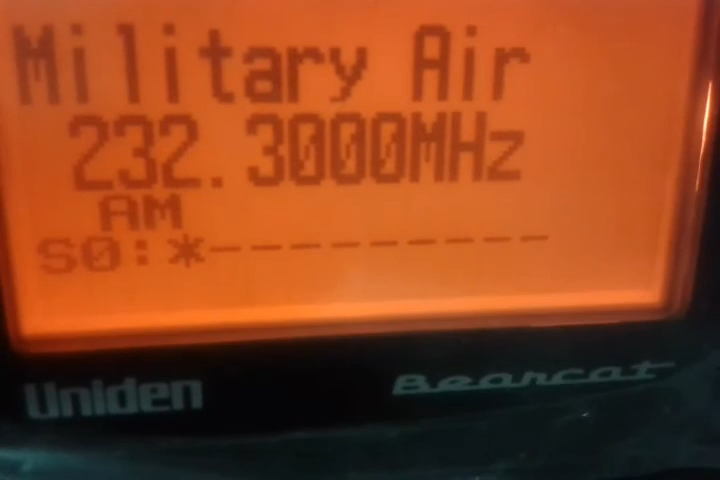 Military Air
232.3000MHz
AM
S0:*----------
Uniden Bearcat